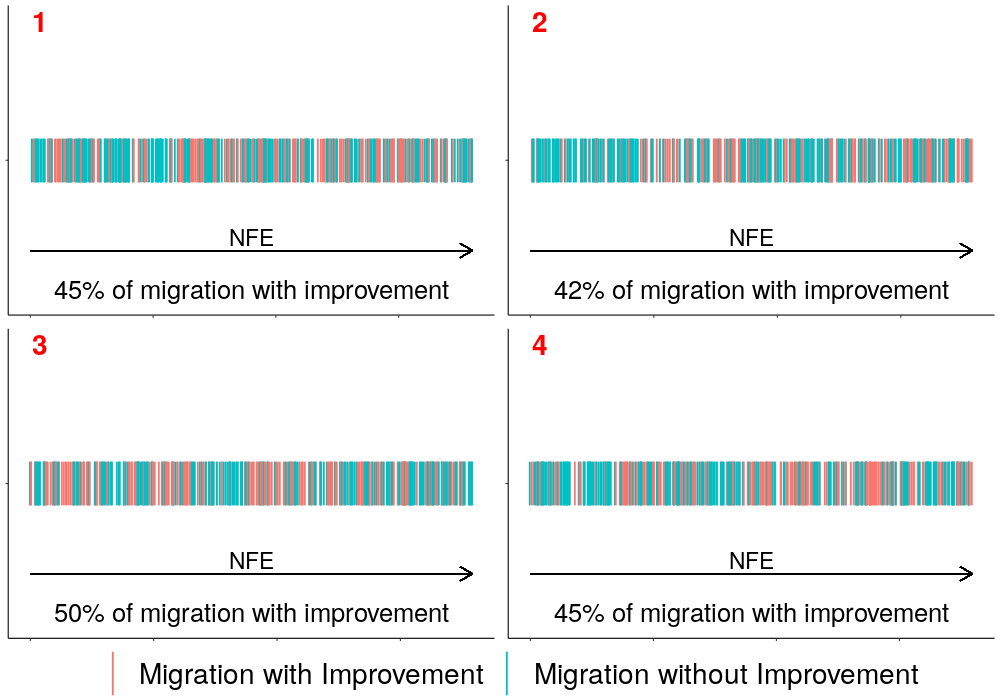 1
NFE
45% of migration with improvement
2
NFE
42% of migration with improvement
3
NFE
50% of migration with improvement
4
NFE
45% of migration with improvement
Migration with Improvement
Migration without Improvement